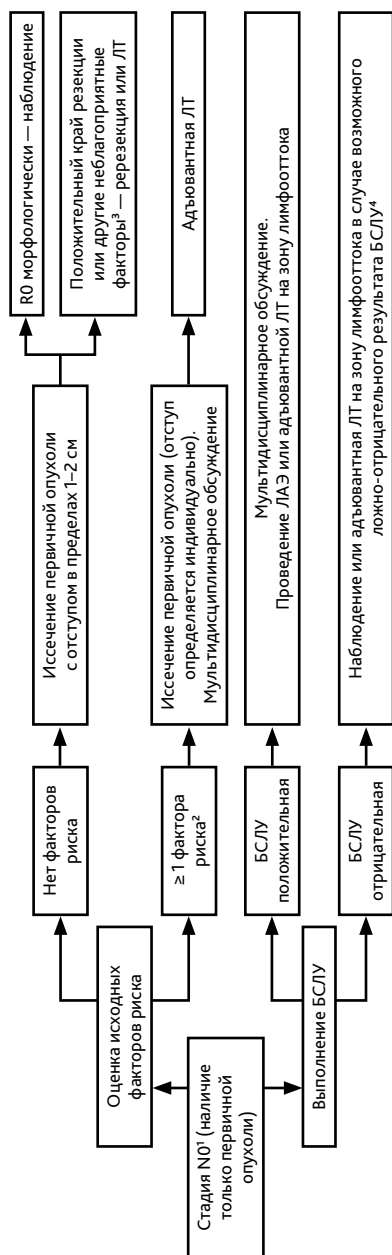 Стадия N0¹ (наличие
только первичной
опухоли)
Оценка исходных
факторов риска
Нет факторов
риска
Иссечение первичной опухоли
с отступом в пределах 1–2 см
R0 морфологически — наблюдение
Положительный край резекции
или другие неблагоприятные
факторы³ — ререзекция или ЛТ
≥ 1 фактора
риска²
Иссечение первичной опухоли (отступ
определяется индивидуально).
Мультидисциплинарное обсуждение
Адъювантная ЛТ
Выполнение БСЛУ
БСЛУ
положительная
Мультидисциплинарное обсуждение.
Проведение ЛАЭ или адъювантной ЛТ на зону лимфооттока
БСЛУ
отрицательная
Наблюдение или адъювантная ЛТ на зону лимфооттока в случае возможного
ложно-отрицательного результата БСЛУ⁴